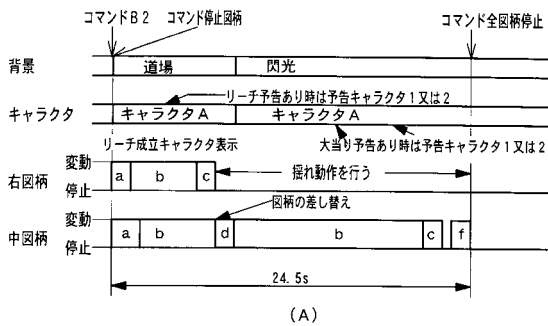 コマンドB2 コマンド停止図柄 コマンド全図柄停止
背景 道場 閃光
リーチ予告あり時は予告キャラクタ1又は2
キャラクタ キャラクタA キャラクタA
大当り予告あり時は予告キャラクタ1又は2
リーチ成立キャラクタ表示
右図柄 変動 a b c 揺れ動作を行う
停止
図柄の差し替え
中図柄 変動 a b d b c f
停止
24.5s
(A)